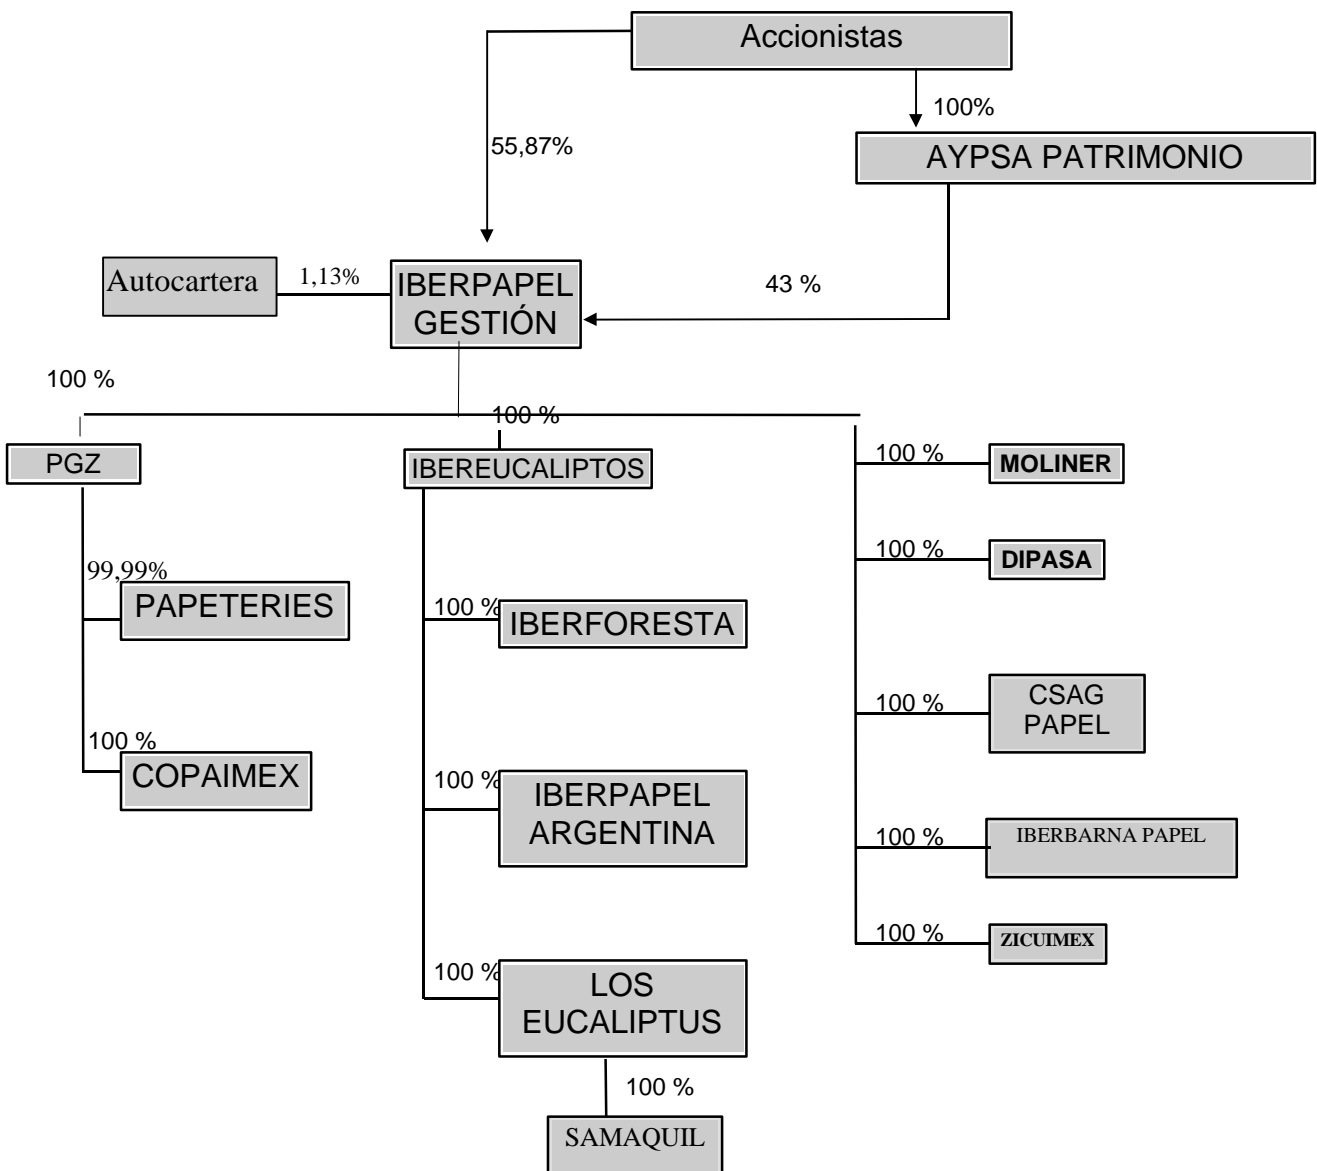 Accionistas
100%
55,87%
AYPSA PATRIMONIO
Autocartera
1,13%
IBERPAPEL
GESTIÓN
43 %
100 %
100 %
PGZ
IBEREUCALIPTOS
100 %
MOLINER
100 %
DIPASA
99,99%
PAPETERIES
100 %
IBERFORESTA
100 %
CSAG
PAPEL
100 %
COPAIMEX
100 %
IBERPAPEL
ARGENTINA
100 %
IBERBARNA PAPEL
100 %
ZICUIMEX
100 %
LOS
EUCALIPTUS
100 %
SAMAQUIL